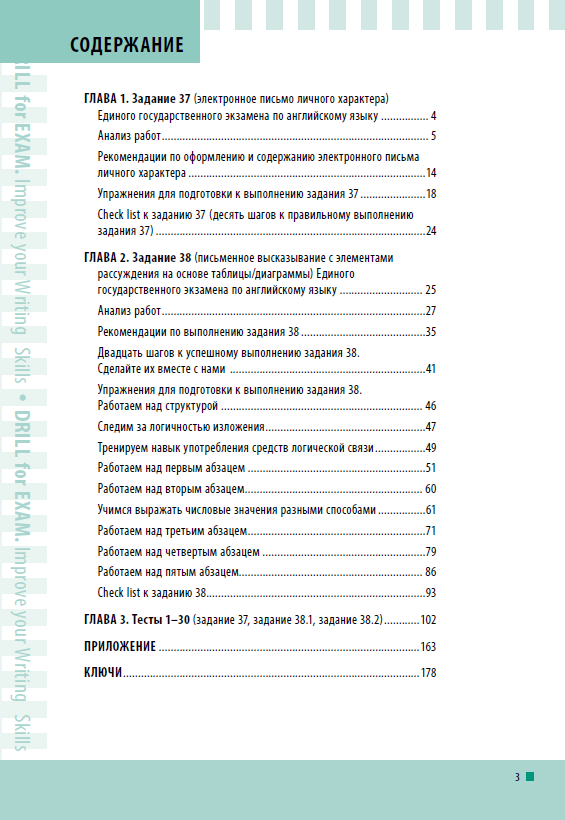 СОДЕРЖАНИЕ
ГЛАВА 1. Задание 37 (электронное письмо личного характера)
Единого государственного экзамена по английскому языку ................ 4
Анализ работ.......................................................................................... 5
Рекомендации по оформлению и содержанию электронного письма
личного характера ................................................................................14
Упражнения для подготовки к выполнению задания 37 ......................18
Check list к заданию 37 (десять шагов к правильному выполнению
задания 37) ...........................................................................................24
ГЛАВА 2. Задание 38 (письменное высказывание с элементами
рассуждения на основе таблицы/диаграммы) Единого
государственного экзамена по английскому языку ............................ 25
Анализ работ.........................................................................................27
Рекомендации по выполнению задания 38 ..........................................35
Двадцать шагов к успешному выполнению задания 38.
Сделайте их вместе с нами ..................................................................41
Упражнения для подготовки к выполнению задания 38.
Работаем над структурой .................................................................... 46
Следим за логичностью изложения......................................................47
Тренируем навык употребления средств логической связи.................49
Работаем над первым абзацем ............................................................51
Работаем над вторым абзацем............................................................ 60
Учимся выражать числовые значения разными способами ................61
Работаем над третьим абзацем............................................................71
Работаем над четвертым абзацем .......................................................79
Работаем над пятым абзацем.............................................................. 86
Check list к заданию 38..........................................................................93
ГЛАВА 3. Тесты 1–30 (задание 37, задание 38.1, задание 38.2)............102
ПРИЛОЖЕНИЕ ........................................................................................163
КЛЮЧИ....................................................................................................178
DRILL for EXAM. Improve your Writing Skills • DRILL for EXAM. Improve your Writing Skills
3